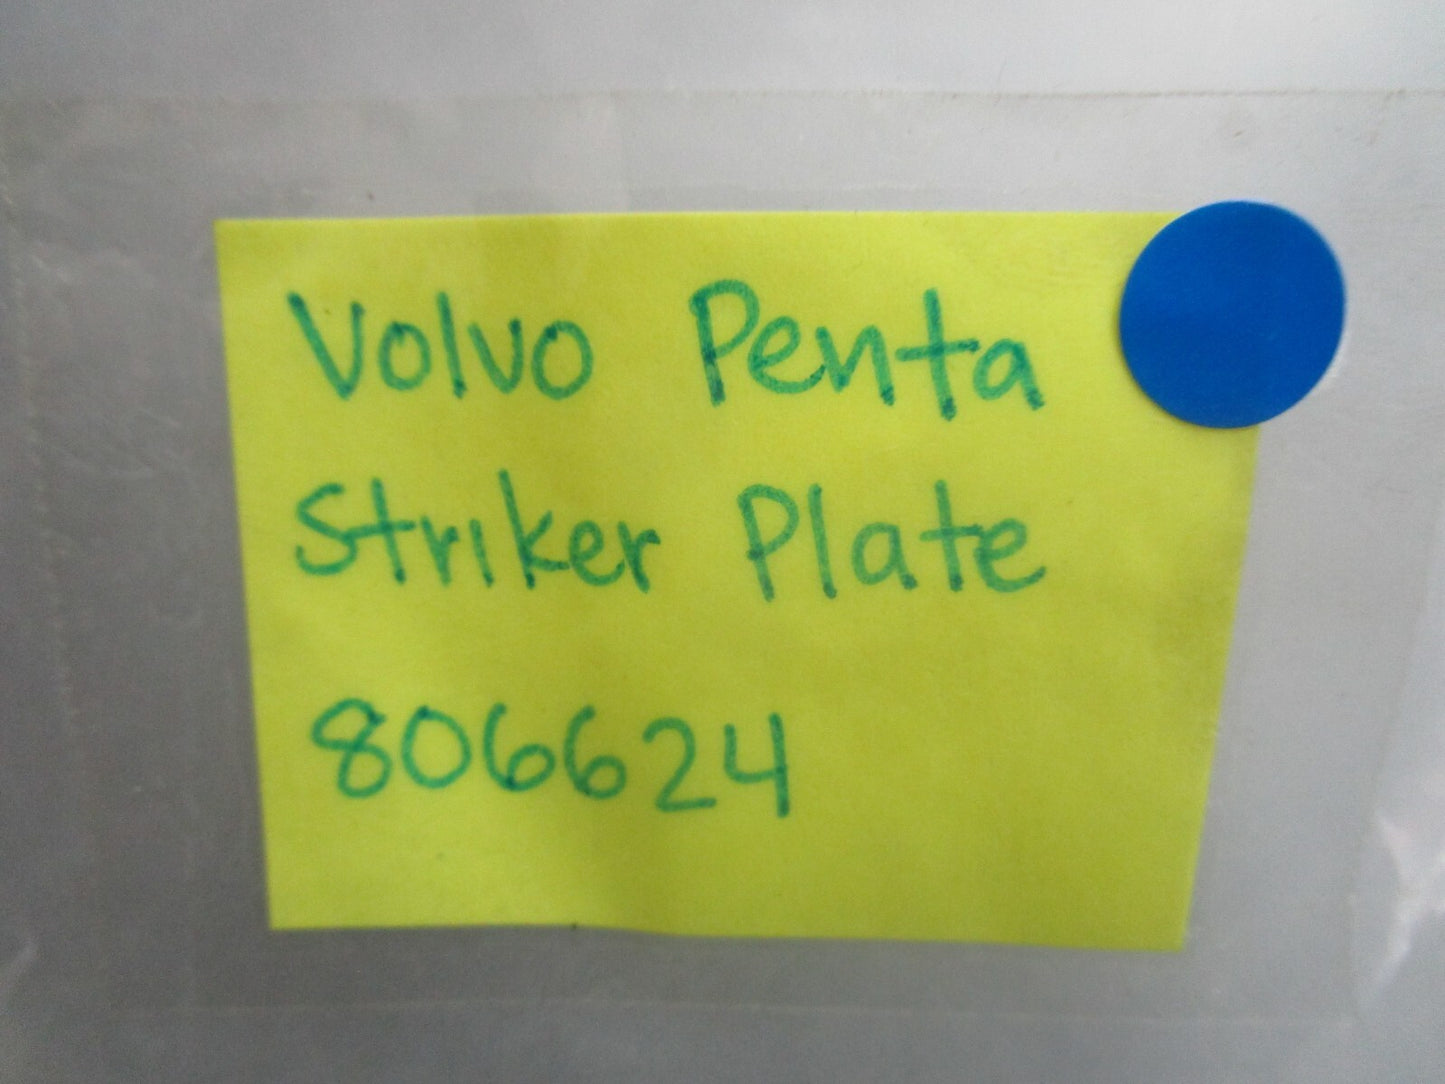 Volvo Penta
Striker Plate
806624